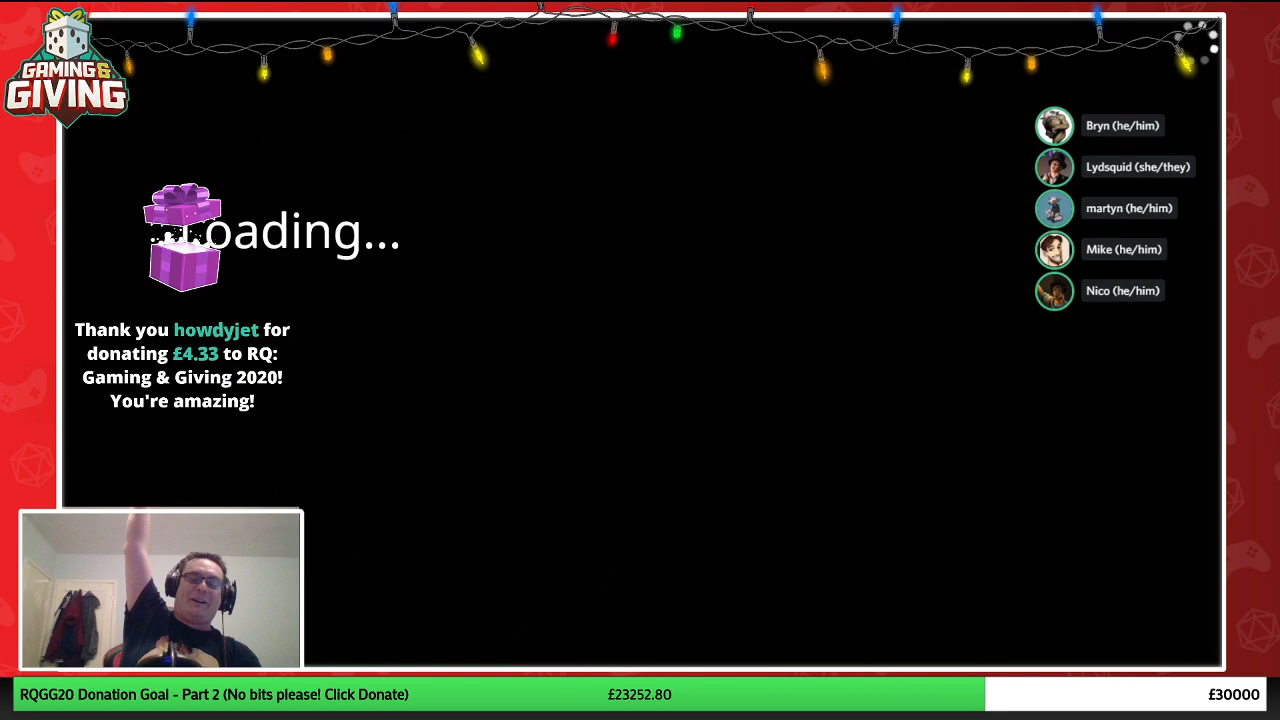 GAMING &
GIVING
Bryn (he/him)
Lydsquid (she/they)
martyn (he/him)
Mike (he/him)
Nico (he/him)
Loading...
Thank you howdyjet for
donating £4.33 to RQ:
Gaming & Giving 2020!
You're amazing!
RQGG20 Donation Goal - Part 2 (No bits please! Click Donate)
£23252.80
£30000